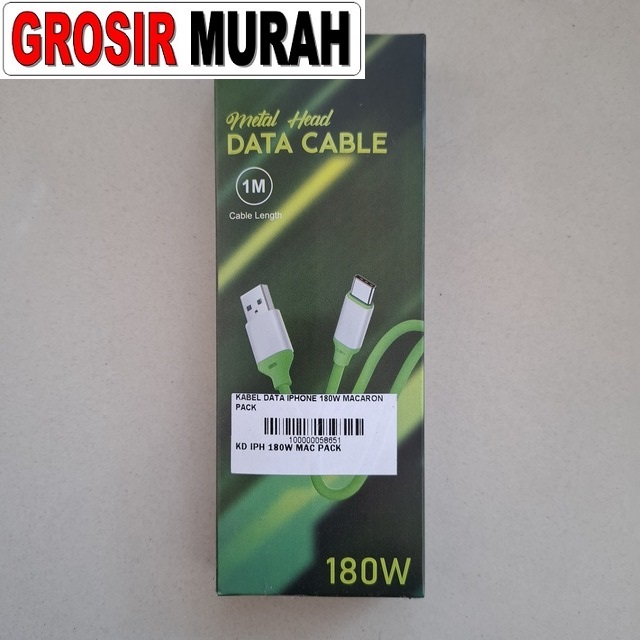 GROSIR MURAH
Metal Head
DATA CABLE
1M
Cable Length
KABEL DATA IPHONE 180W MACARON
PACK
100000058651
KD IPH 180W MAC PACK
180W